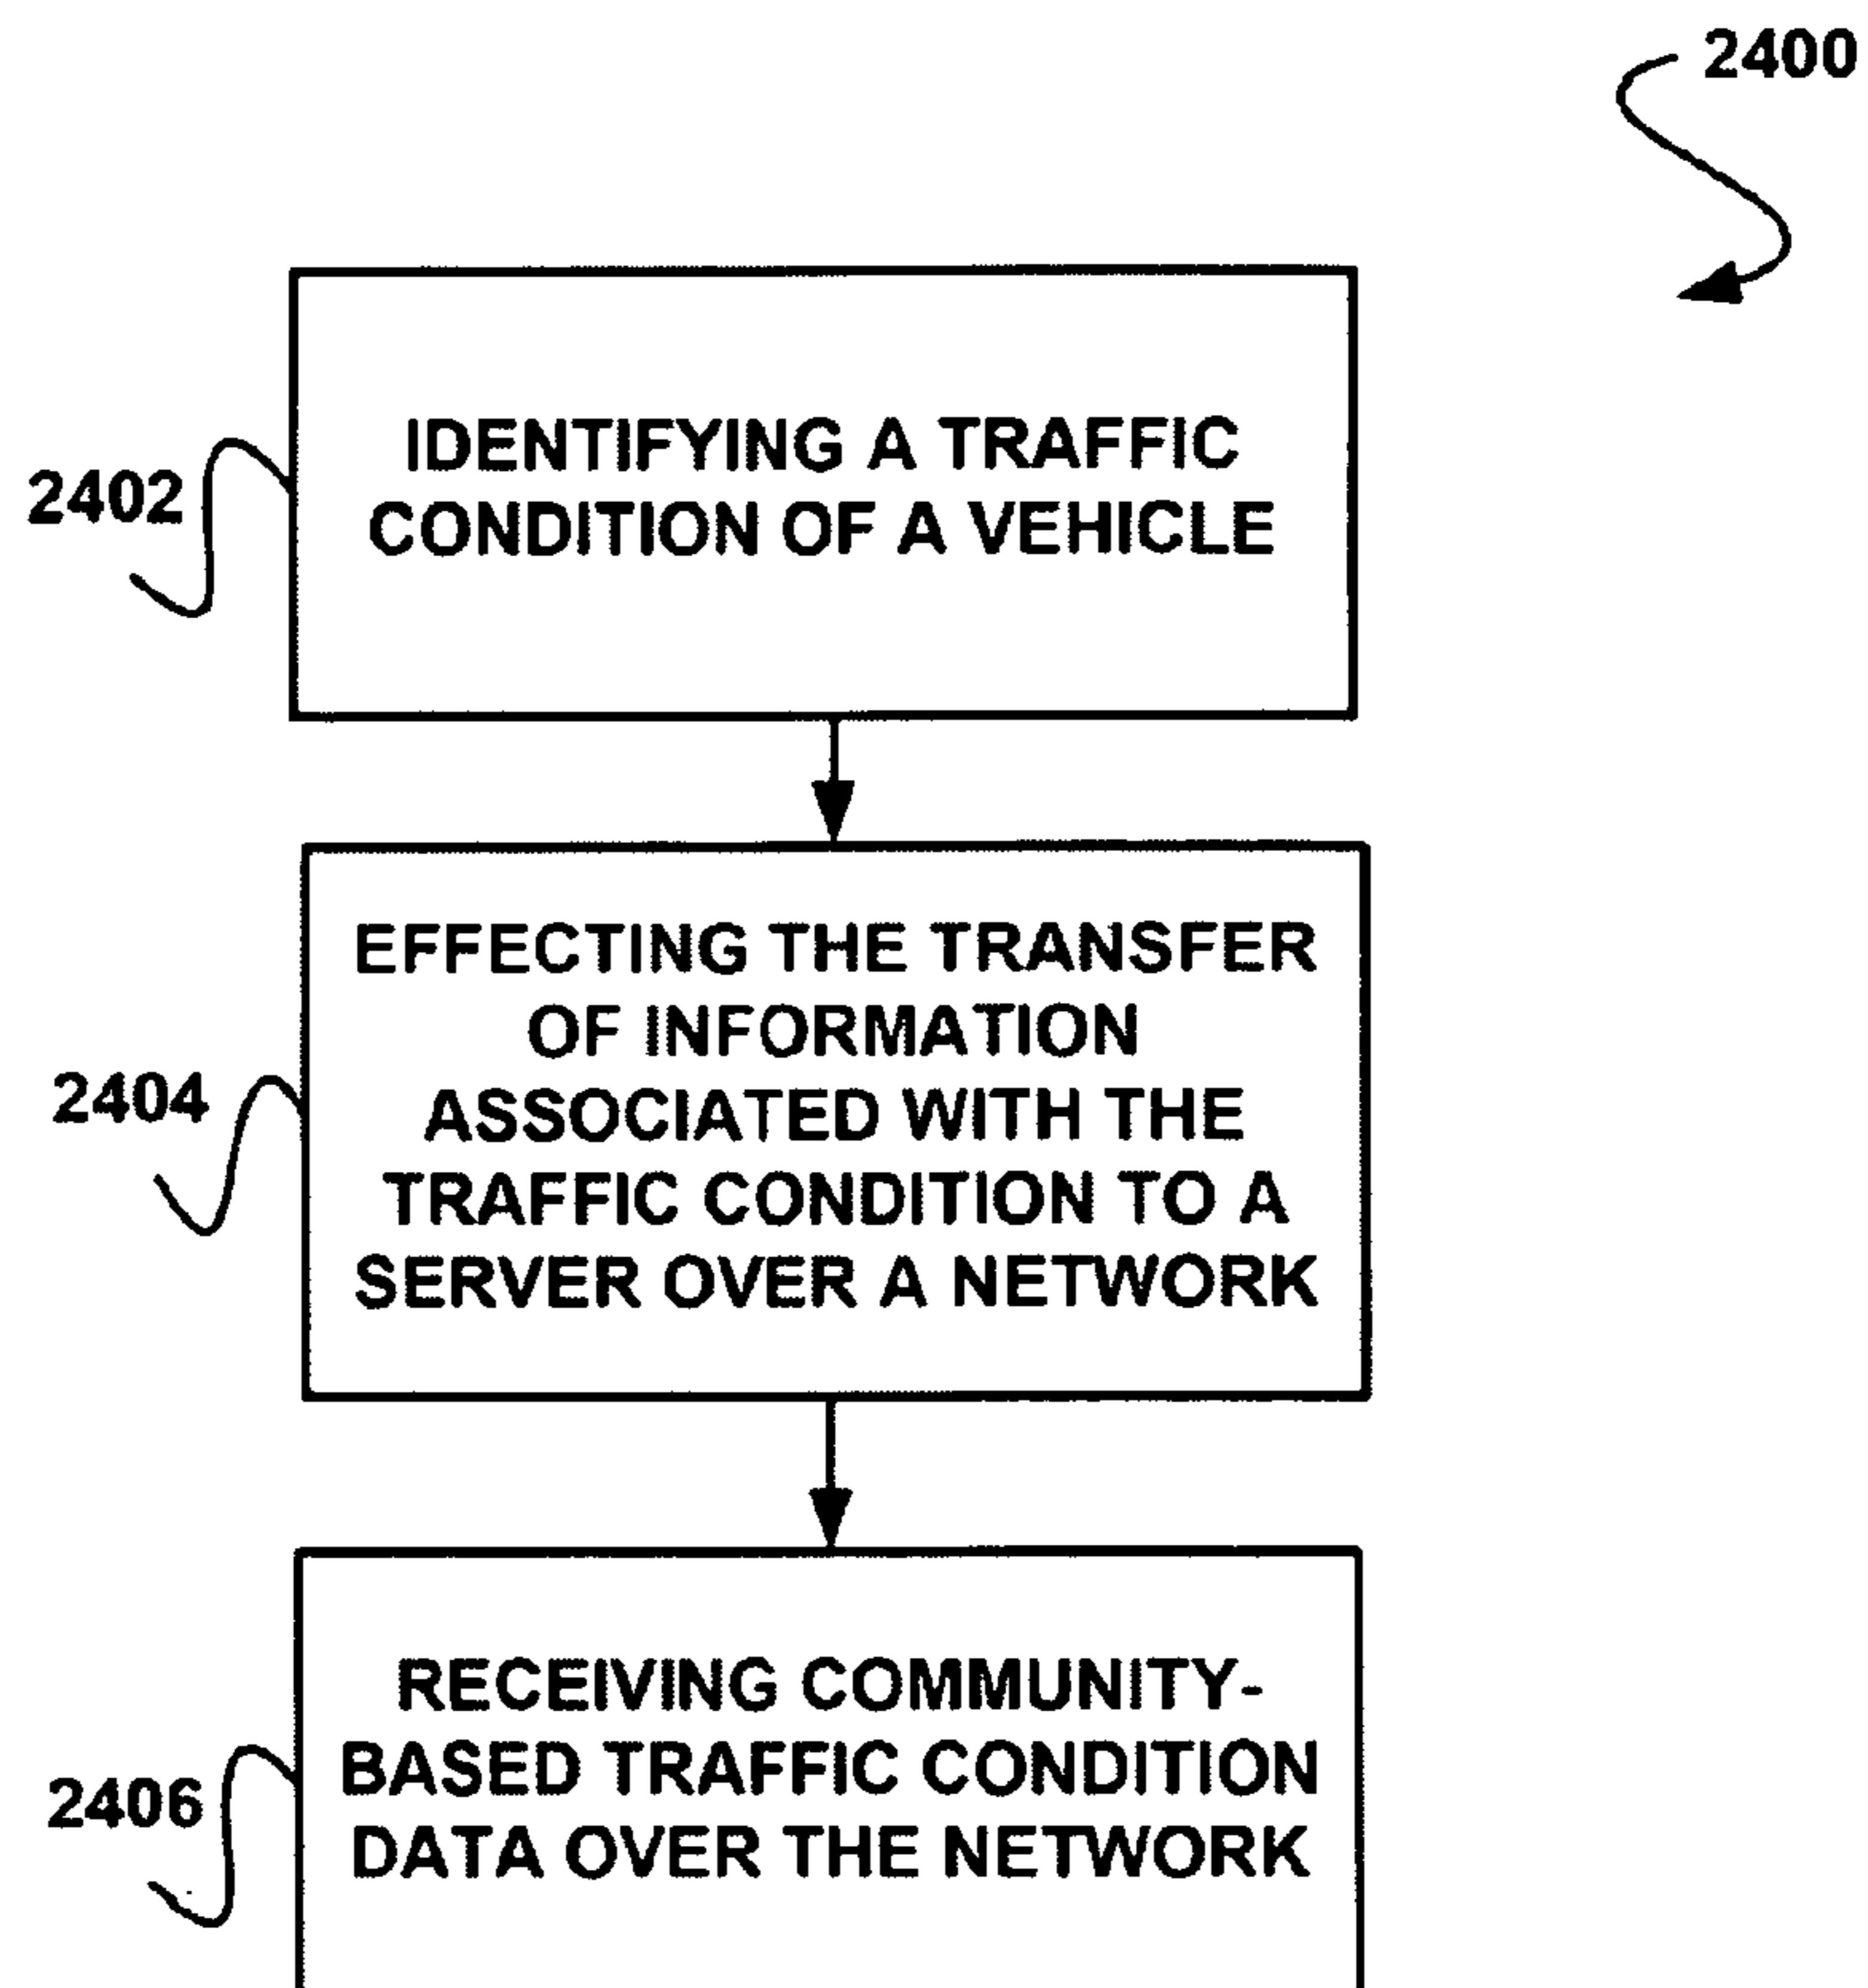 2400
2402
IDENTIFYING A TRAFFIC
CONDITION OF A VEHICLE
2404
EFFECTING THE TRANSFER
OF INFORMATION
ASSOCIATED WITH THE
TRAFFIC CONDITION TO A
SERVER OVER A NETWORK
2406
RECEIVING COMMUNITY-
BASED TRAFFIC CONDITION
DATA OVER THE NETWORK